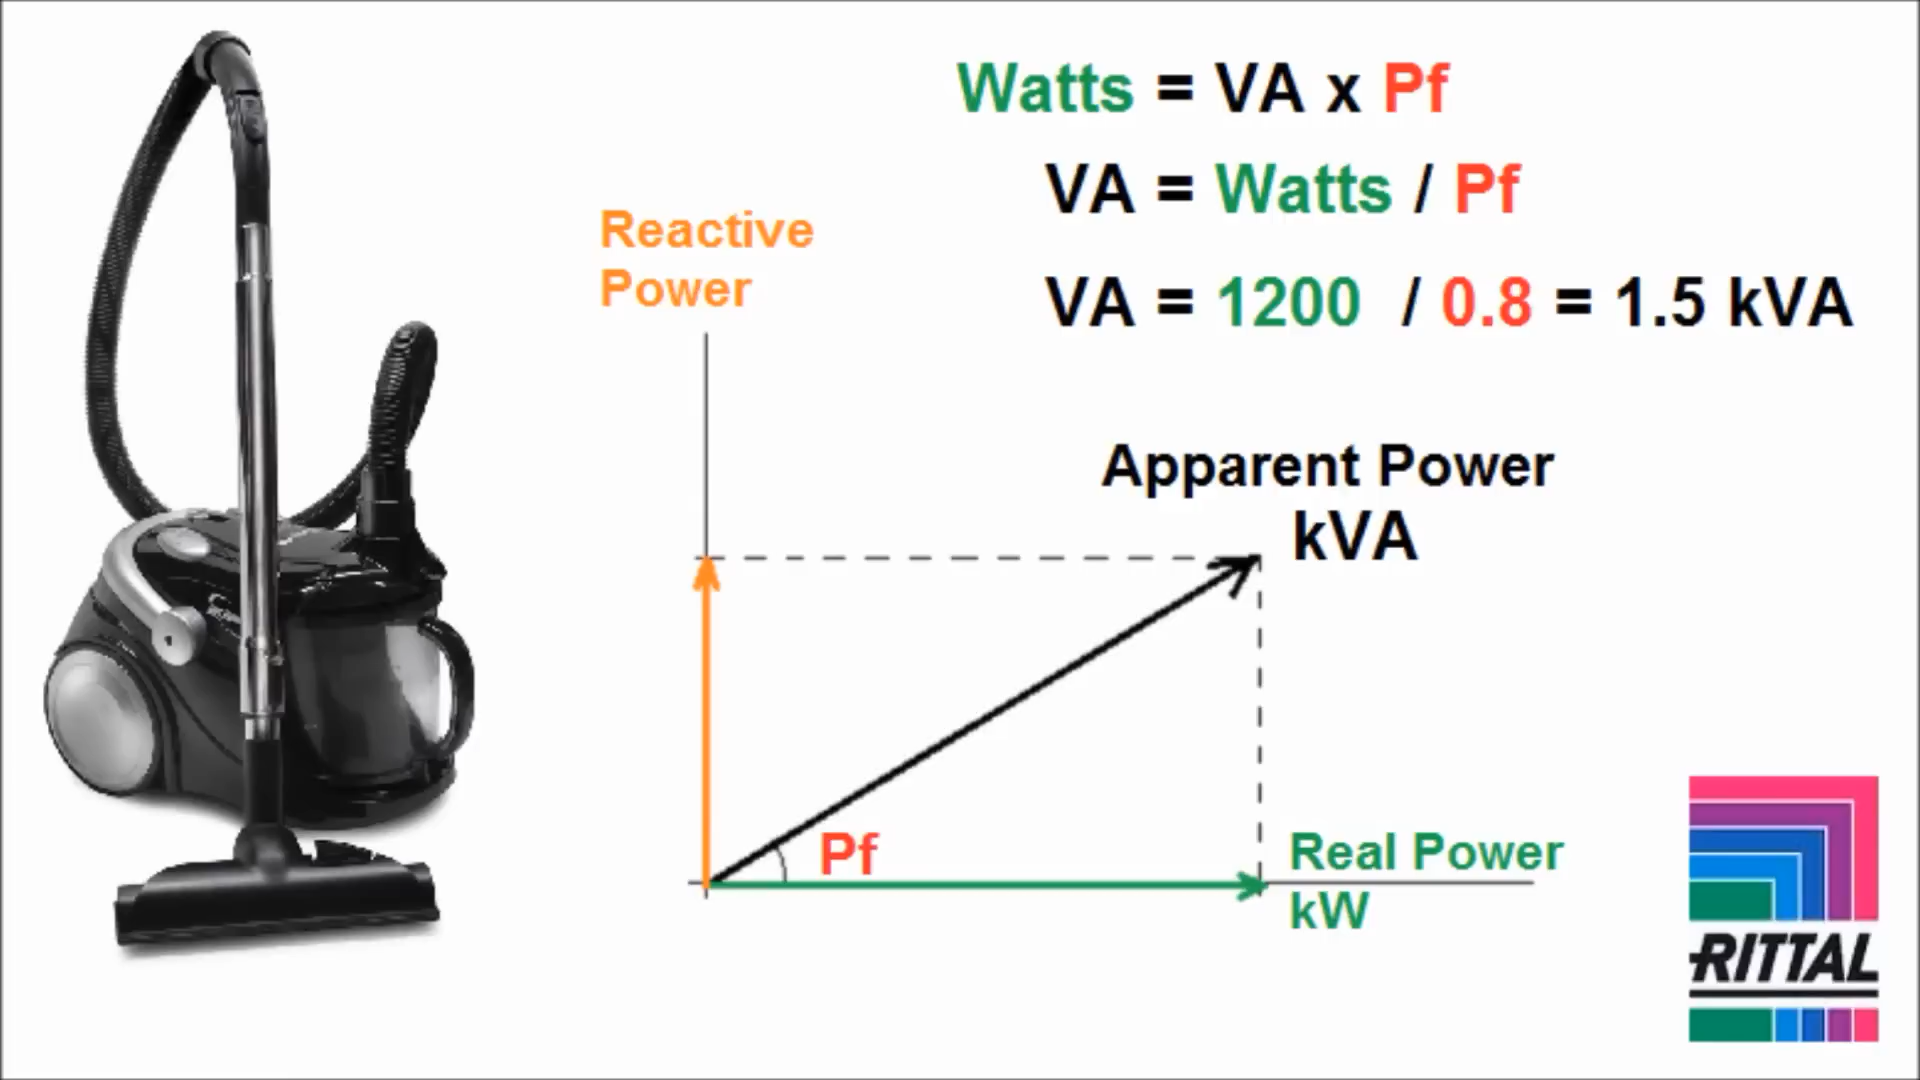 Watts = VA x Pf
VA = Watts / Pf
VA = 1200 / 0.8 = 1.5 kVA
Reactive
Power
Apparent Power
kVA
Pf
Real Power
kW
RITTAL